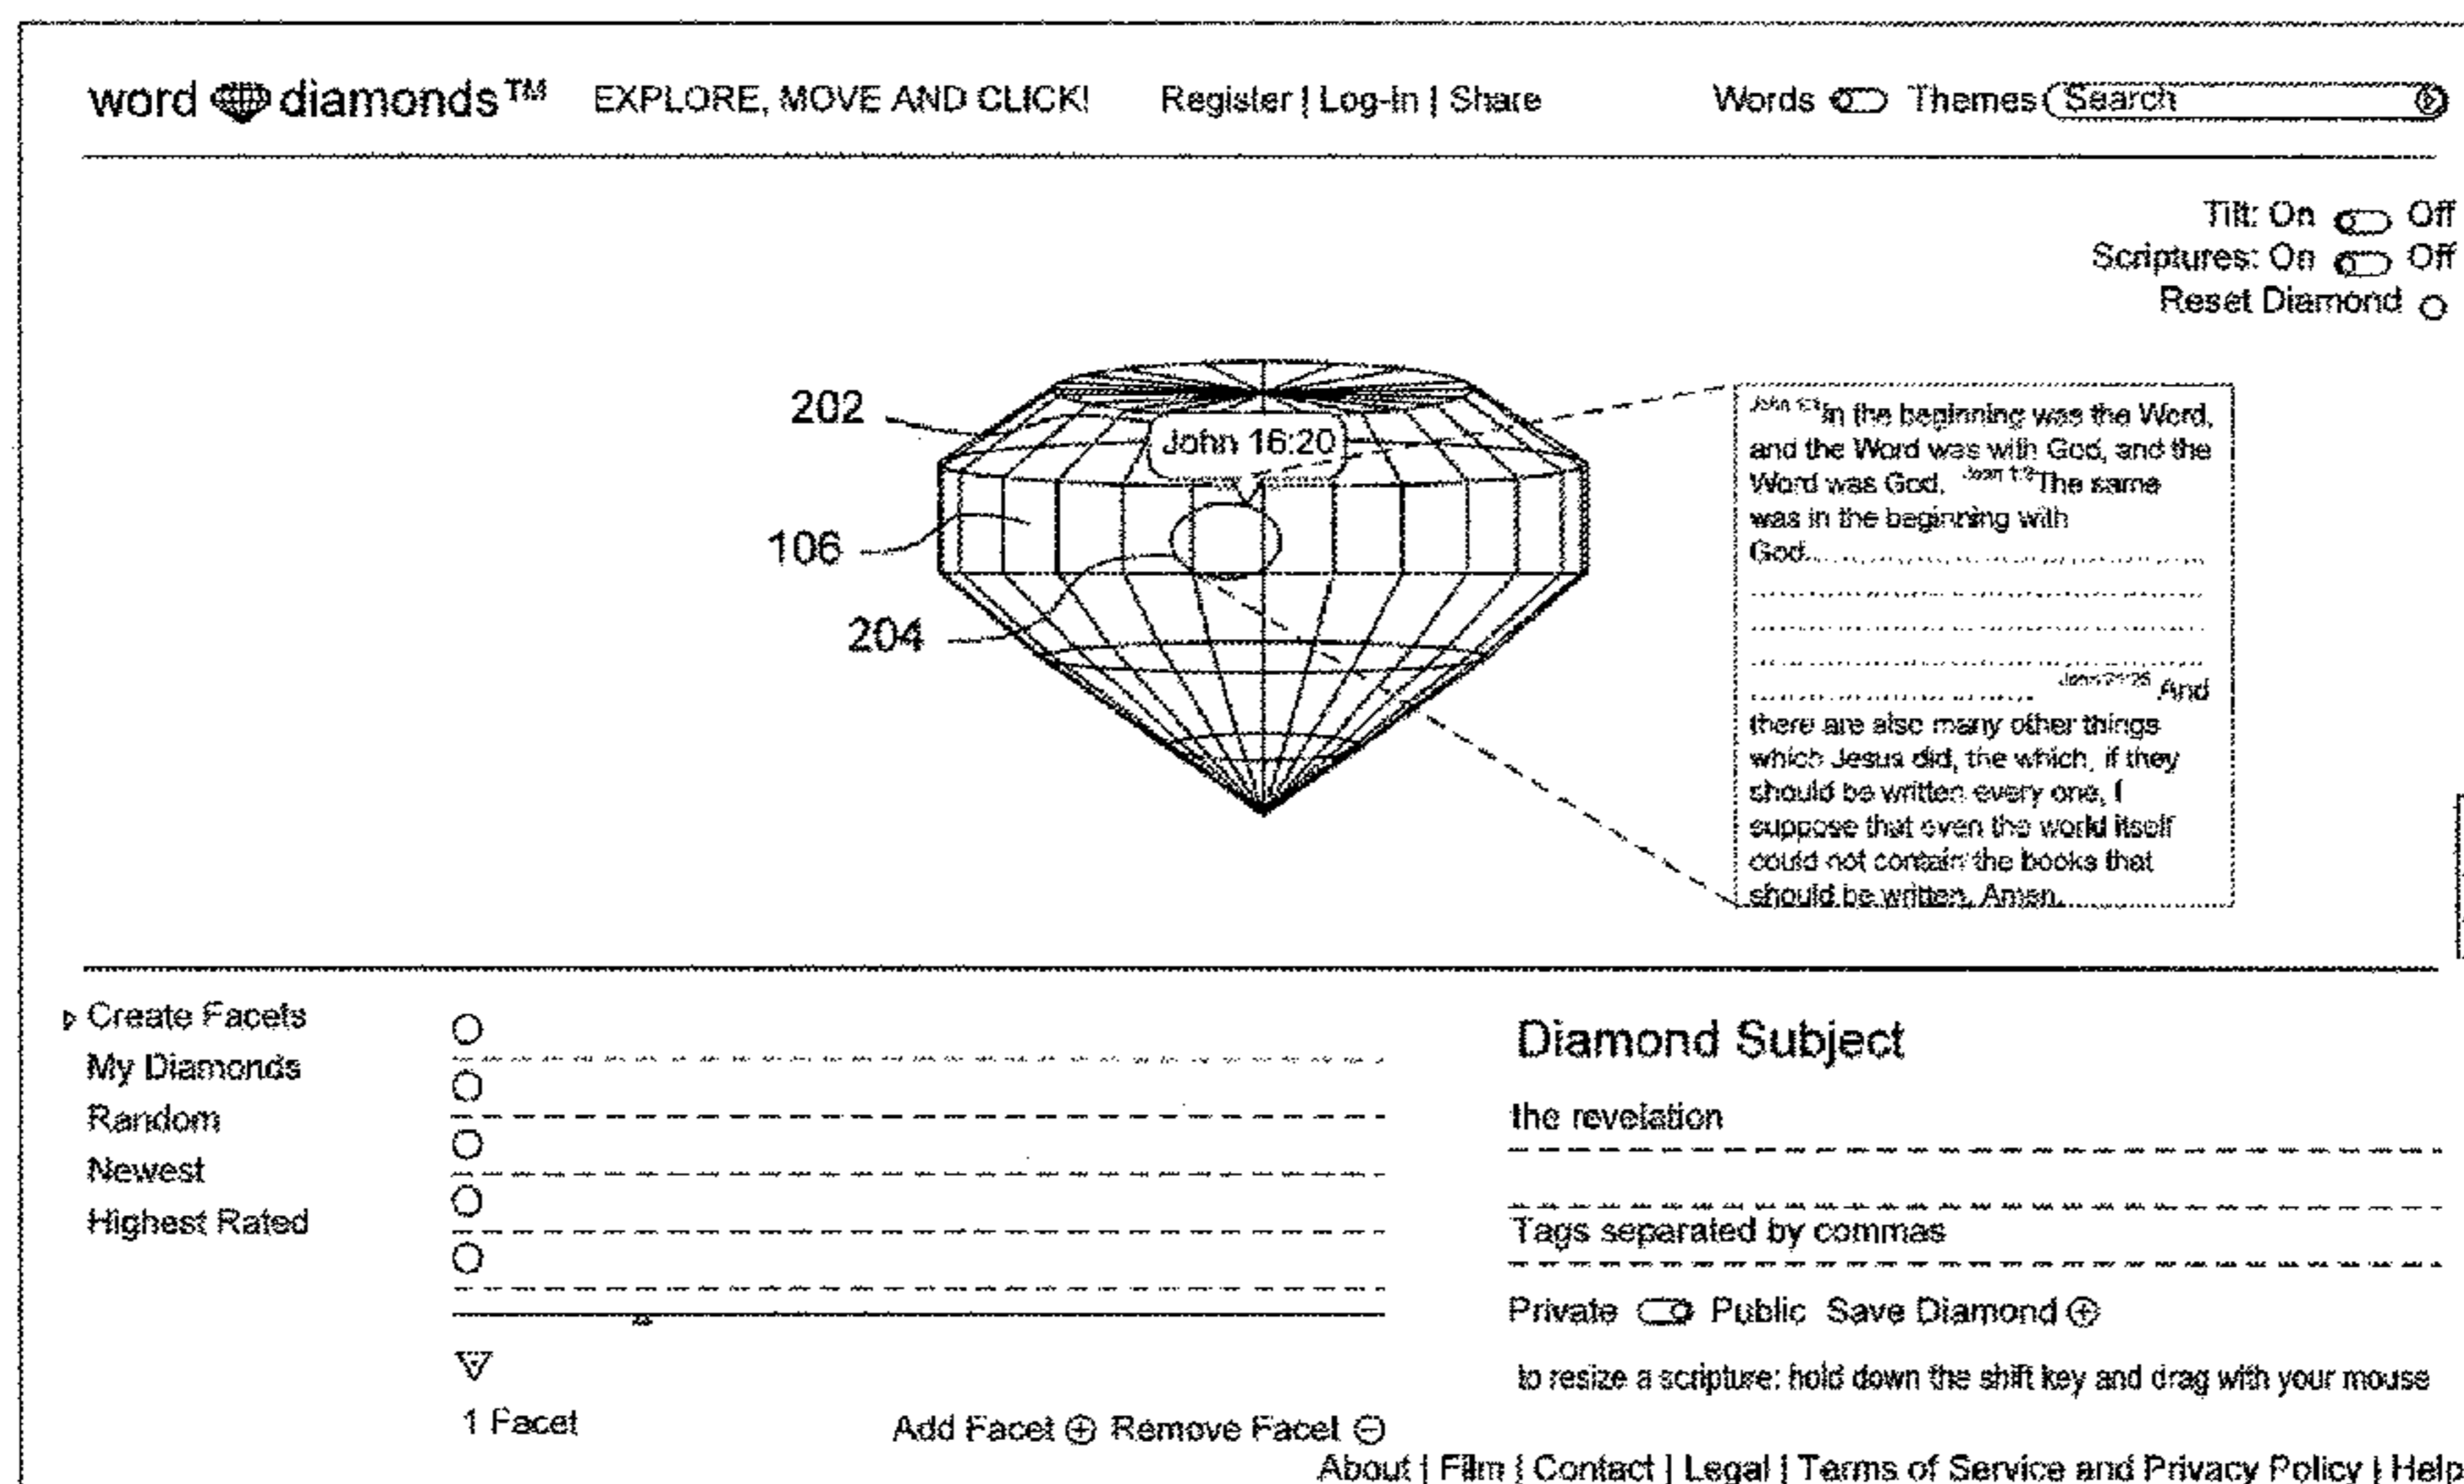 word diamonds™ EXPLORE, MOVE AND CLICK! Register | Log-In | Share Words Themes Search
Tilt: On Off
Scriptures: On Off
Reset Diamond
202
John 16:20
106
204
In the beginning was the Word,
and the Word was with God, and the
Word was God. John 1:2 The same
was in the beginning with
God
John 21:25 And
there are also many other things
which Jesus did, the which, if they
should be written every one, I
suppose that even the world itself
could not contain the books that
should be written. Amen.
Create Facets
My Diamonds
Random
Newest
Highest Rated
1 Facet
Add Facet ⊕ Remove Facet ⊖
Diamond Subject
the revelation
Tags separated by commas
Private Public Save Diamond ⊕
to resize a scripture: hold down the shift key and drag with your mouse
About | Film | Contact | Legal | Terms of Service and Privacy Policy | Help